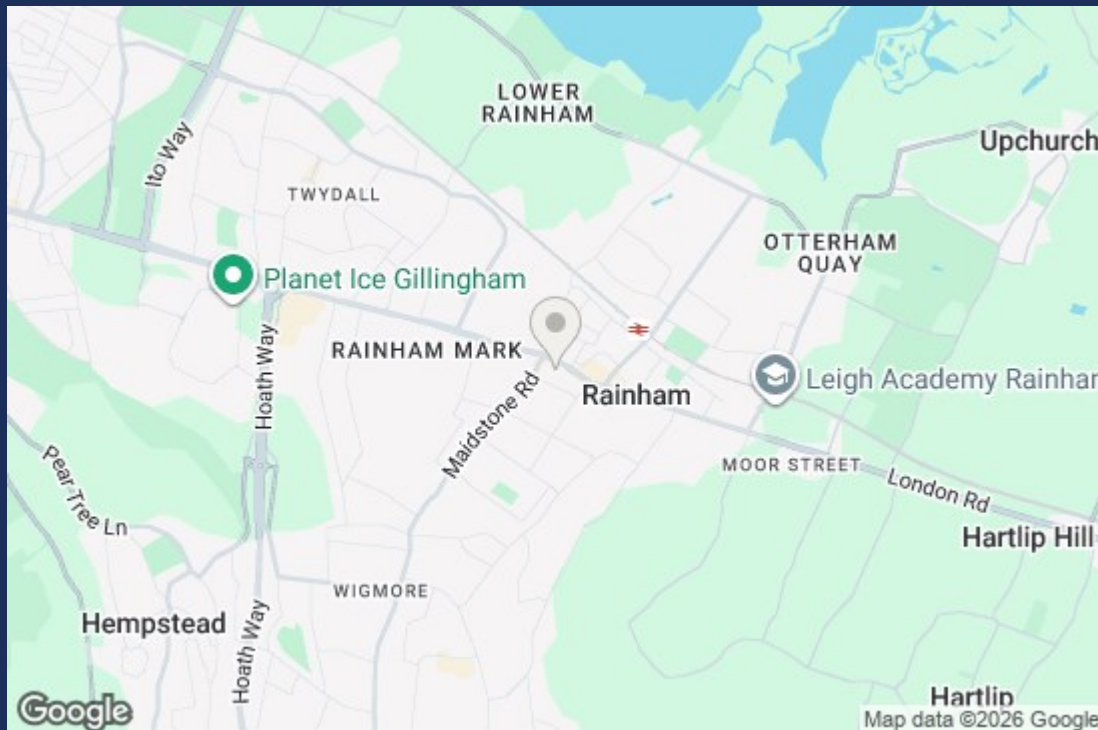 LOWER
RAINHAM
Upchurch
Ito Way
TWYDALL
OTTERHAM
QUAY
Planet Ice Gillingham
RAINHAM MARK
Hoath Way
Maidstone Rd
Rainham
Leigh Academy Rainham
MOOR STREET
London Rd
Pear Tree Ln
Hartlip Hill
WIGMORE
Hempstead
Hoath Way
Hartlip
Google
Map data ©2026 Google